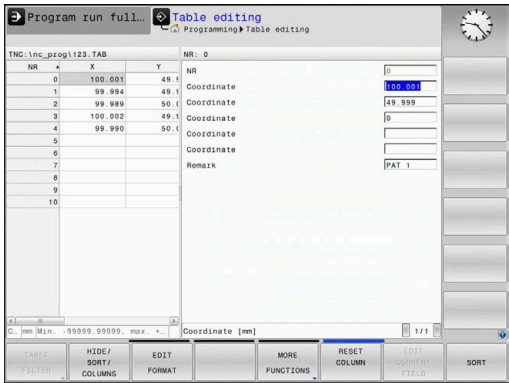 Program run full...
Table editing
Programming▶Table editing
TNC:\nc_prog\123.TAB
NR: 0
NR X Y
0 100.001 49.9
1 99.994 49.9
2 99.989 50.0
3 100.002 49.9
4 99.990 50.0
5
6
7
8
9
10
NR 0
Coordinate 100.001
Coordinate 49.999
Coordinate 0
Coordinate
Coordinate
Remark PAT 1
C.. mm Min. -99999.99999, max. +..
Coordinate [mm]
1/1
TABLE
FILTER
HIDE/
SORT/
COLUMNS
EDIT
FORMAT
MORE
FUNCTIONS
RESET
COLUMN
EDIT
CURRENT
FIELD
SORT